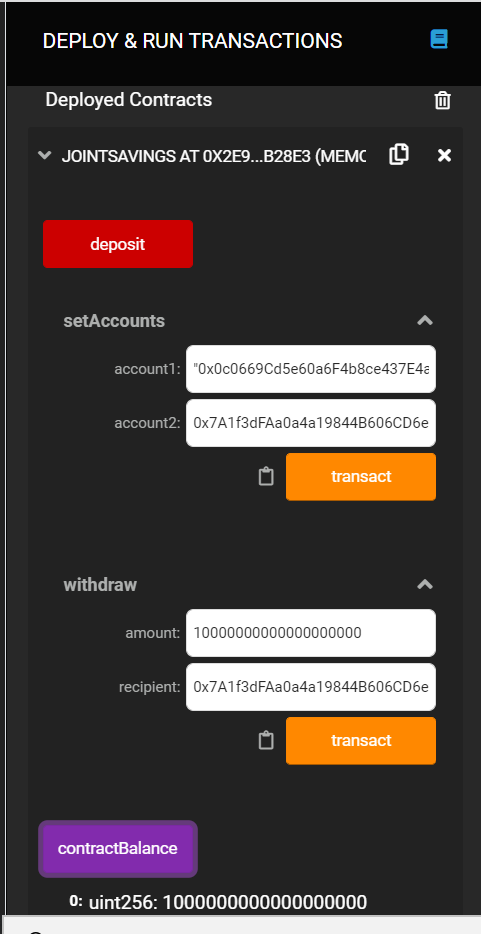 DEPLOY & RUN TRANSACTIONS
Deployed Contracts
JOINTSAVINGS AT 0X2E9...B28E3 (MEMO
deposit
setAccounts
account1: "0x0c0669Cd5e60a6F4b8ce437E4a
account2: 0x7A1f3dFAa0a4a19844B606CD6e
transact
withdraw
amount: 10000000000000000000
recipient: 0x7A1f3dFAa0a4a19844B606CD6e
transact
contractBalance
0: uint256: 1000000000000000000